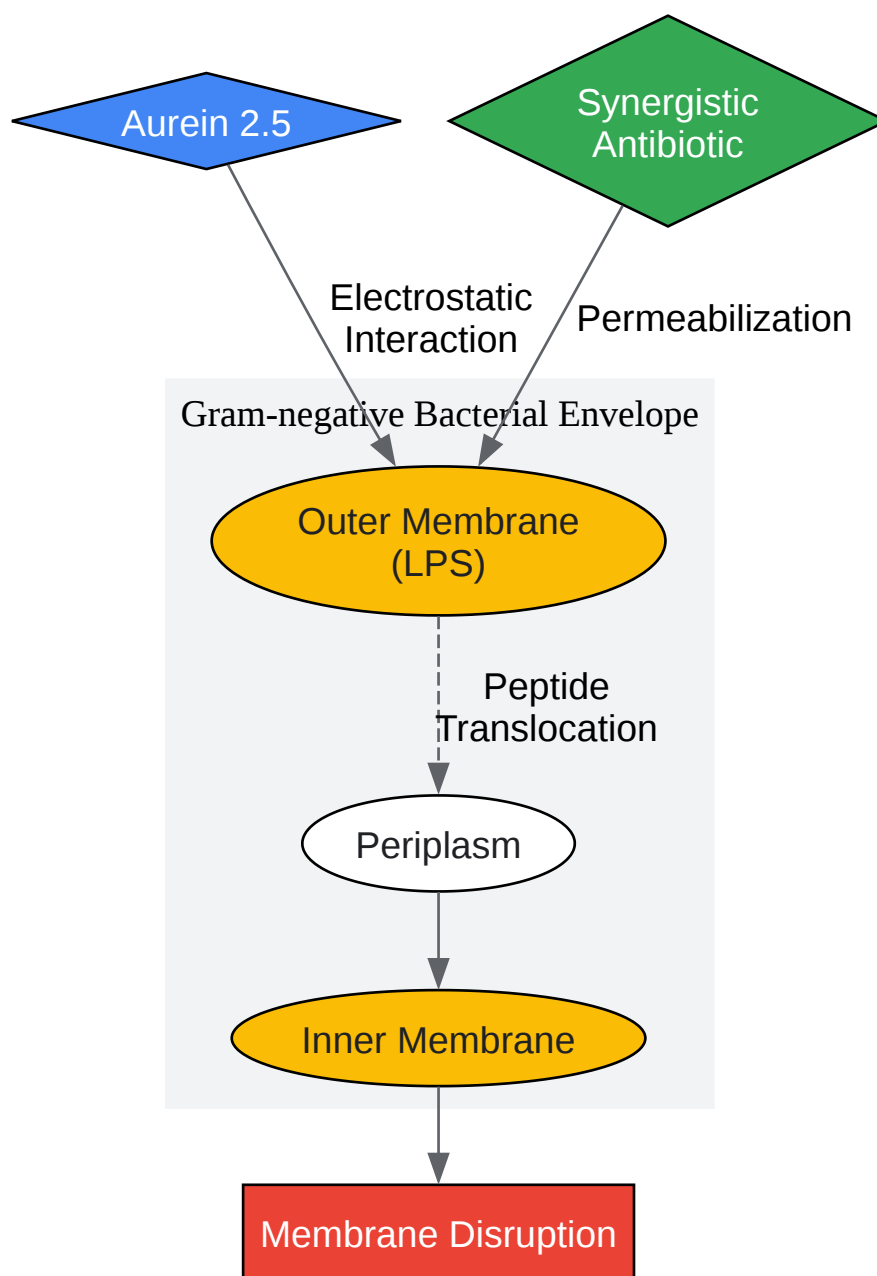 Aurein 2.5
Synergistic
Antibiotic
Electrostatic
Interaction
Permeabilization
Gram-negative Bacterial Envelope
Outer Membrane
(LPS)
Peptide
Translocation
Periplasm
Inner Membrane
Membrane Disruption